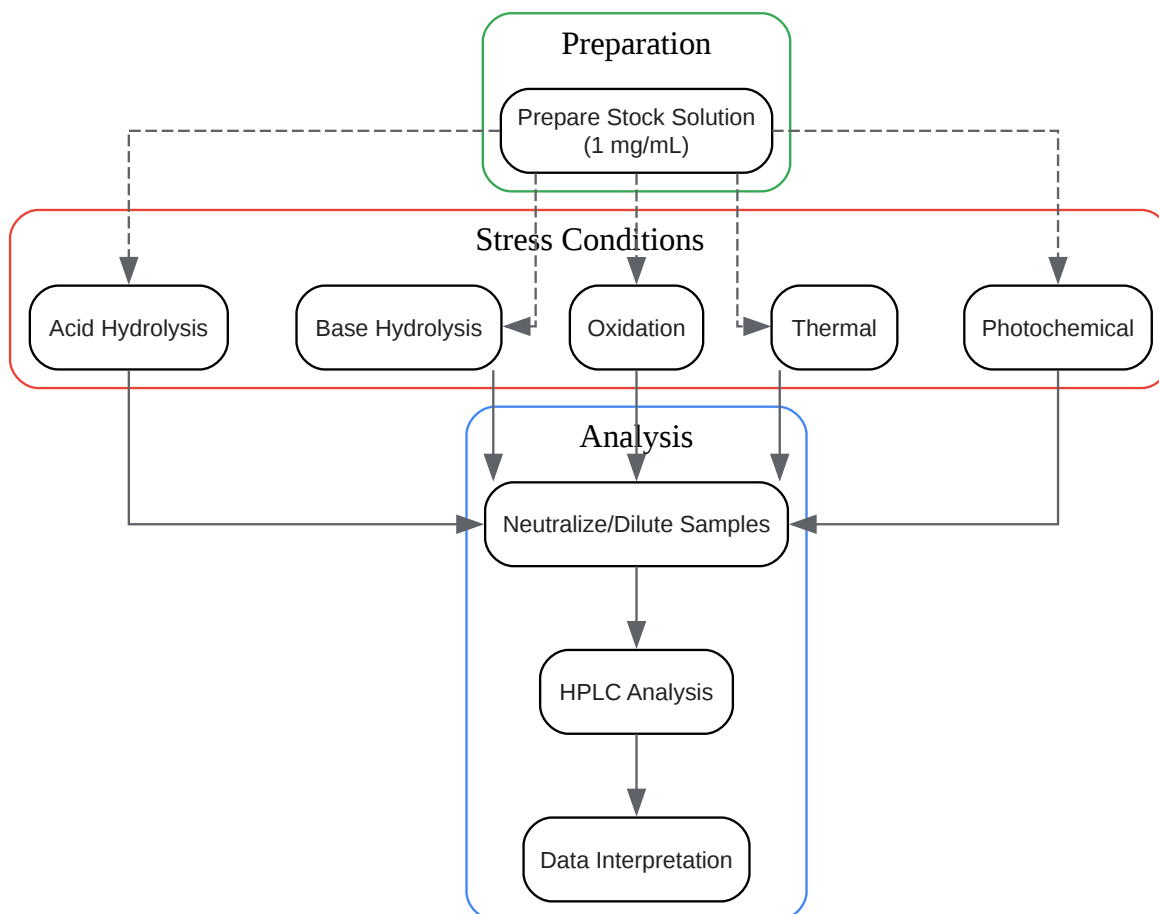 Preparation
Prepare Stock Solution
(1 mg/mL)
Stress Conditions
Acid Hydrolysis
Base Hydrolysis
Oxidation
Thermal
Photochemical
Analysis
Neutralize/Dilute Samples
HPLC Analysis
Data Interpretation